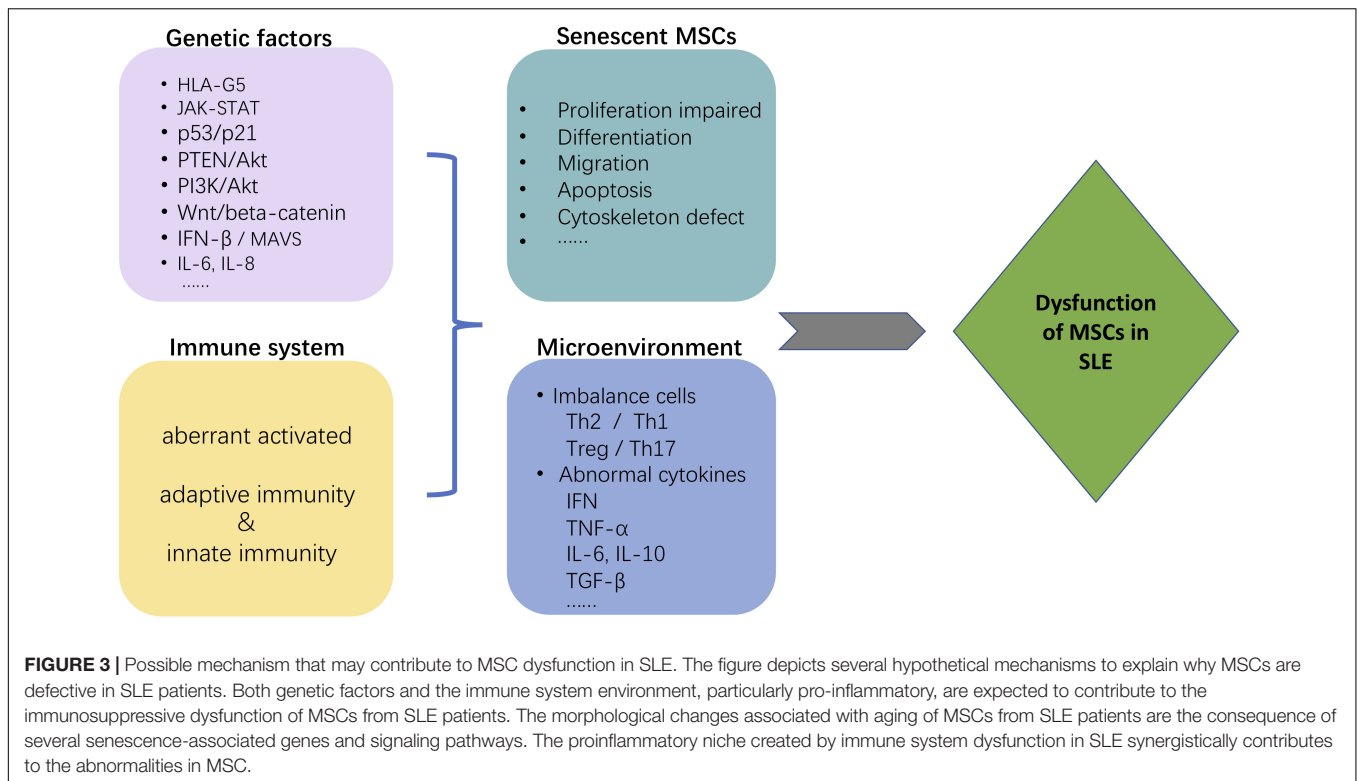 Genetic factors
• HLA-G5
• JAK-STAT
• p53/p21
• PTEN/Akt
• PI3K/Akt
• Wnt/beta-catenin
• IFN-β / MAVS
• IL-6, IL-8
……
Immune system
aberrant activated
adaptive immunity
&
innate immunity
Senescent MSCs
• Proliferation impaired
• Differentiation
• Migration
• Apoptosis
• Cytoskeleton defect
• ……
Microenvironment
• Imbalance cells
Th2 / Th1
Treg / Th17
• Abnormal cytokines
IFN
TNF-α
IL-6, IL-10
TGF-β
……
Dysfunction
of MSCs in
SLE
FIGURE 3 | Possible mechanism that may contribute to MSC dysfunction in SLE. The figure depicts several hypothetical mechanisms to explain why MSCs are
defective in SLE patients. Both genetic factors and the immune system environment, particularly pro-inflammatory, are expected to contribute to the
immunosuppressive dysfunction of MSCs from SLE patients. The morphological changes associated with aging of MSCs from SLE patients are the consequence of
several senescence-associated genes and signaling pathways. The proinflammatory niche created by immune system dysfunction in SLE synergistically contributes
to the abnormalities in MSC.